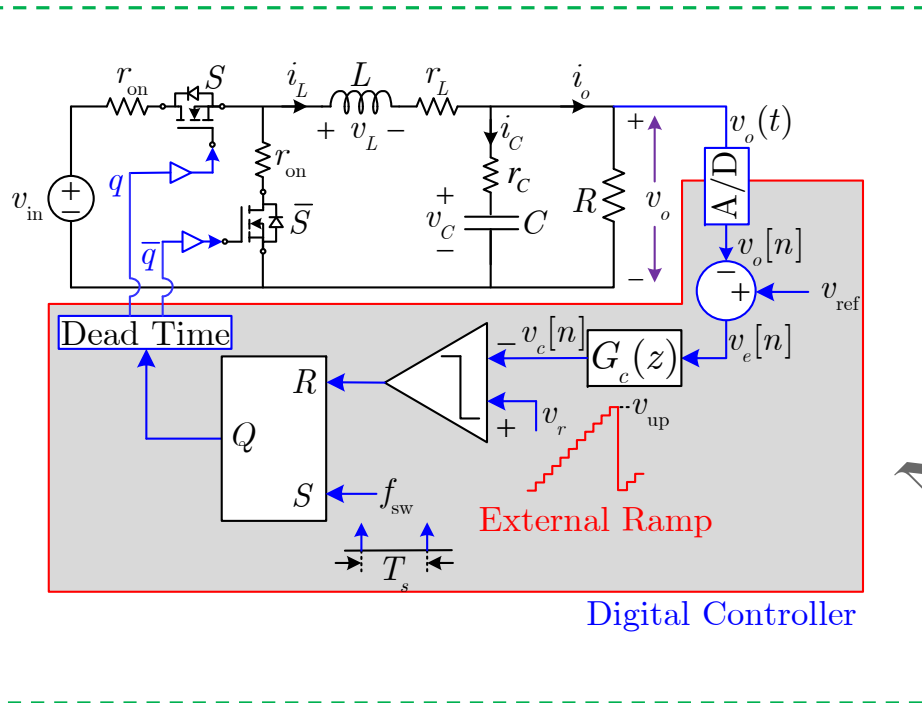 r_on
S
i_L
L
r_L
i_o
+ v_L −
i_C
+
v_o(t)
q
r_on
r_C
A/D
v_in
+
−
S̅
+
v_C
−
C
R
v_o
q̅
−
v_o[n]
−
+
v_ref
Dead Time
− v_c[n]
G_c(z)
v_e[n]
R
+
v_r
v_up
Q
S
f_sw
External Ramp
T_s
Digital Controller